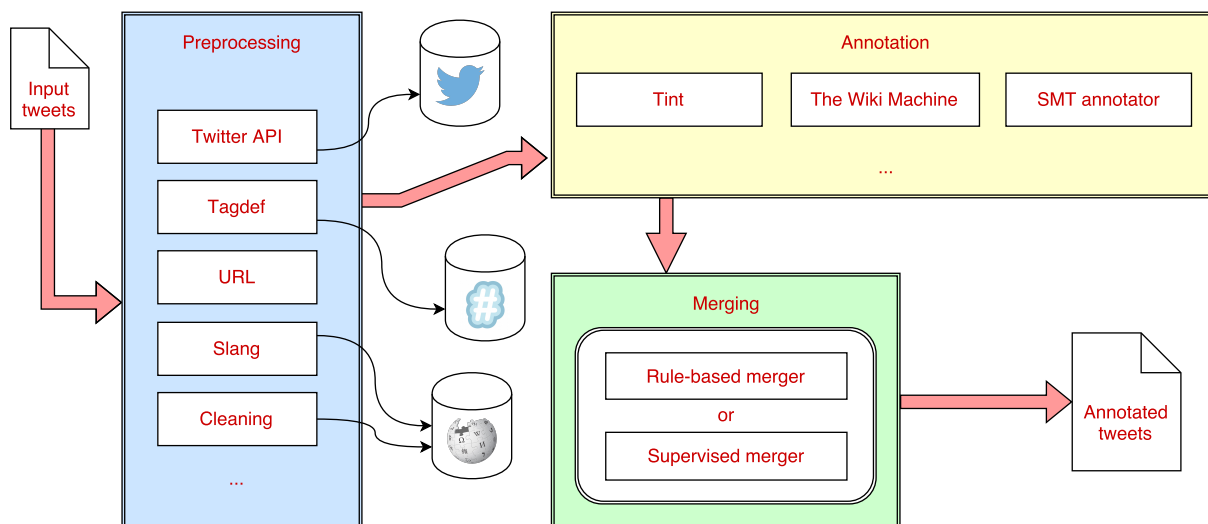 Input
tweets
Preprocessing
Twitter API
Tagdef
URL
Slang
Cleaning
...
#
Annotation
Tint
The Wiki Machine
SMT annotator
...
Merging
Rule-based merger
or
Supervised merger
Annotated
tweets